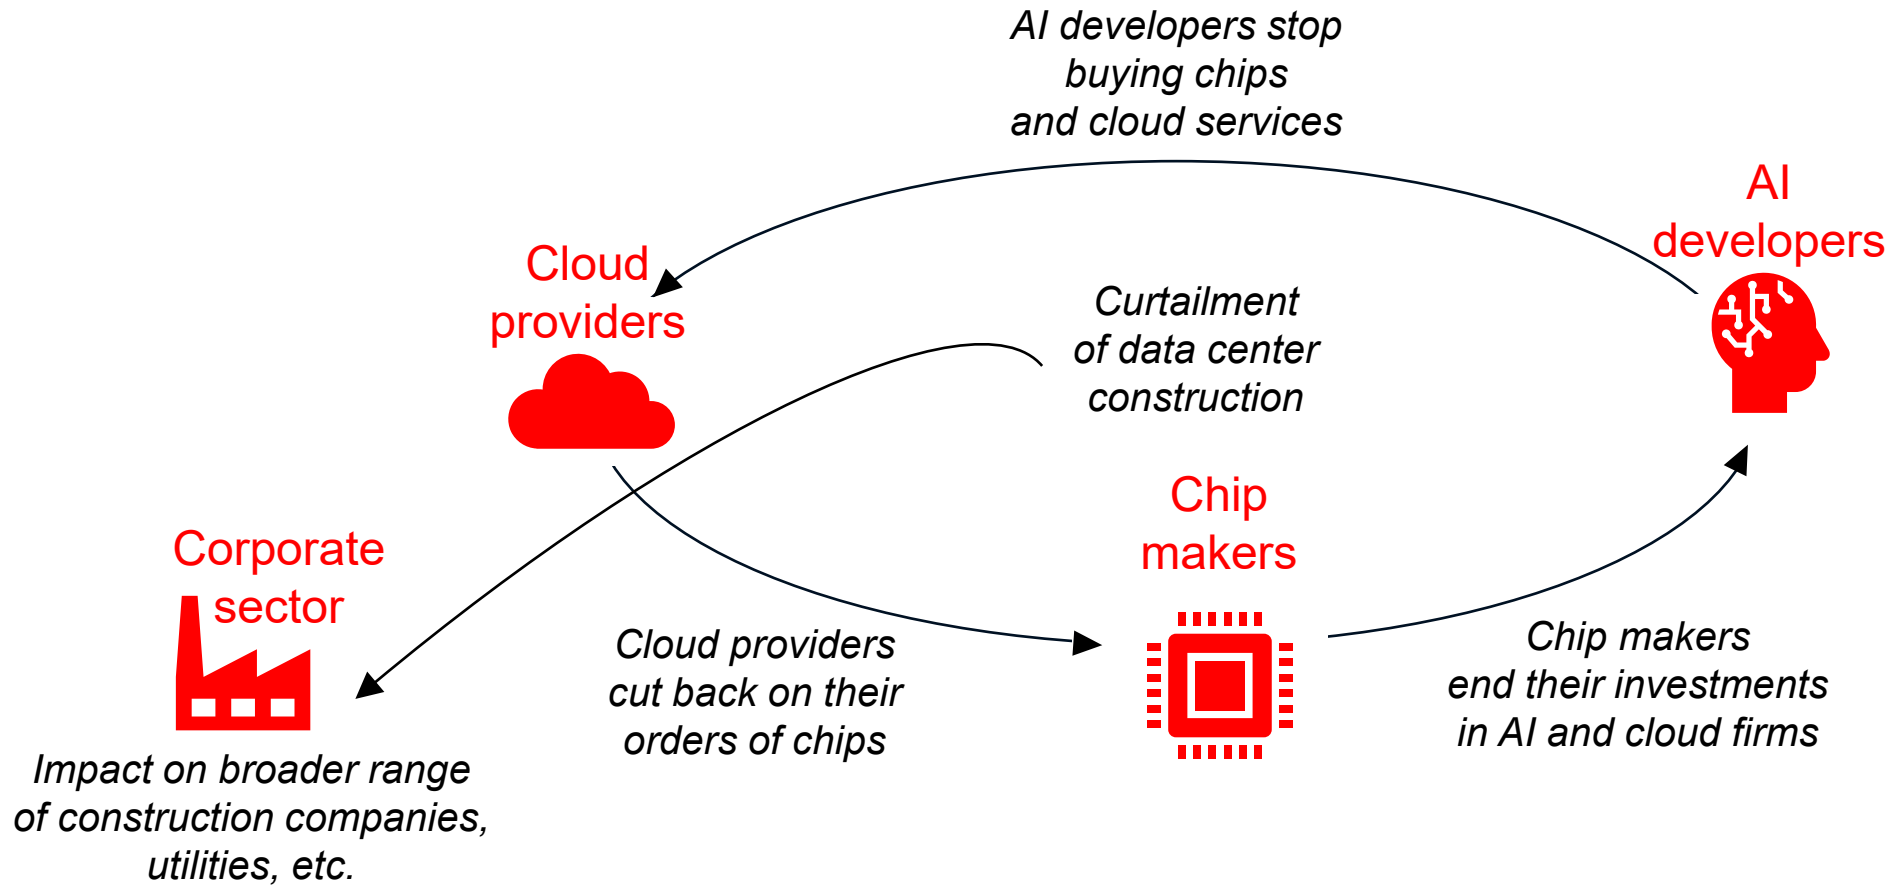 AI developers stop
buying chips
and cloud services
AI
developers
Cloud
providers
Curtailment
of data center
construction
Chip
makers
Corporate
sector
Cloud providers
cut back on their
orders of chips
Chip makers
end their investments
in AI and cloud firms
Impact on broader range
of construction companies,
utilities, etc.